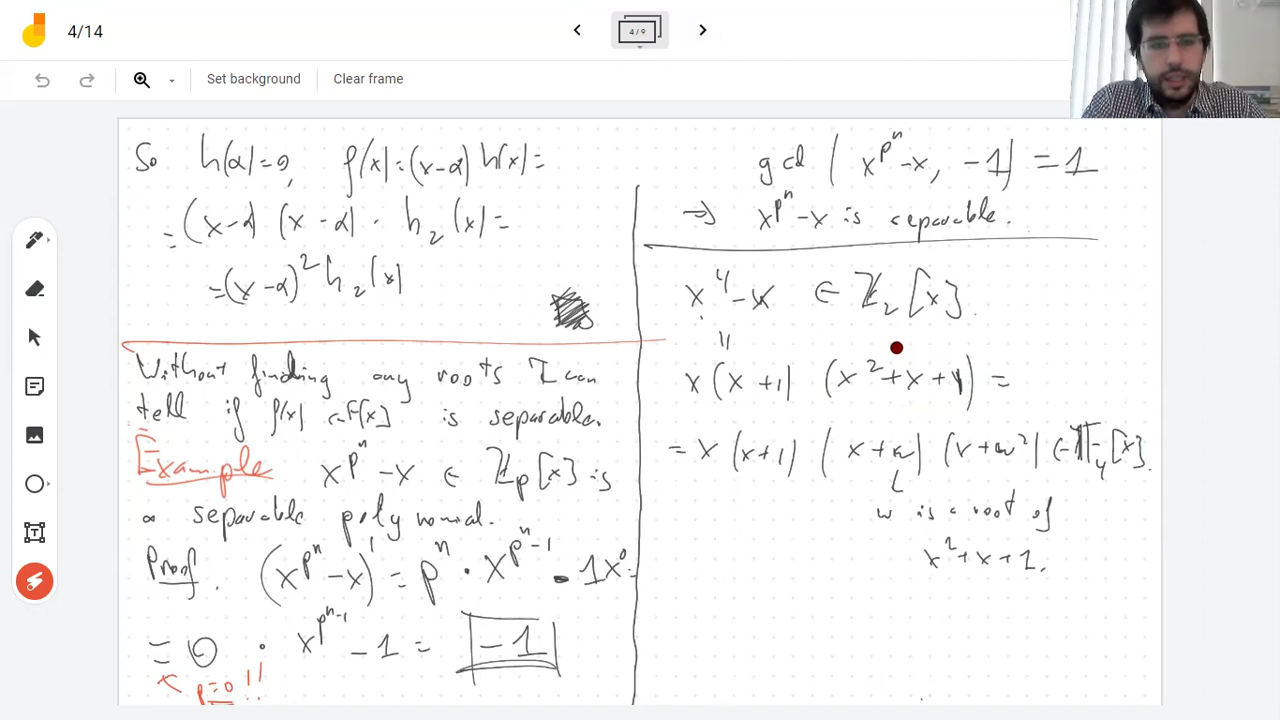 4/14
4/9
Set background
Clear frame
So h(α)=0, f(x)=(x-α) h(x)=
= (x-α) (x-α) · h₂(x)=
=(x-α)² h₂(x)
Without finding any roots I can
tell if f(x) ∈ F[x] is separable.
Example x^{p^n} - x ∈ ℤ_p[x] is
a separable polynomial.
Proof. (x^{p^n} - x)' = p^n · x^{p^n - 1} - 1x⁰ =
= 0 · x^{p^n-1} - 1 = -1
p=0!!
gcd ( x^{p^n} - x, -1) = 1
→ x^{p^n} - x is separable.
x⁴ - x ∈ ℤ₂[x].
"
x(x+1) (x²+x+1) =
= x (x+1) (x+w) (x+w²) ∈ 𝔽₄[x].
w is a root of
x²+x+1.